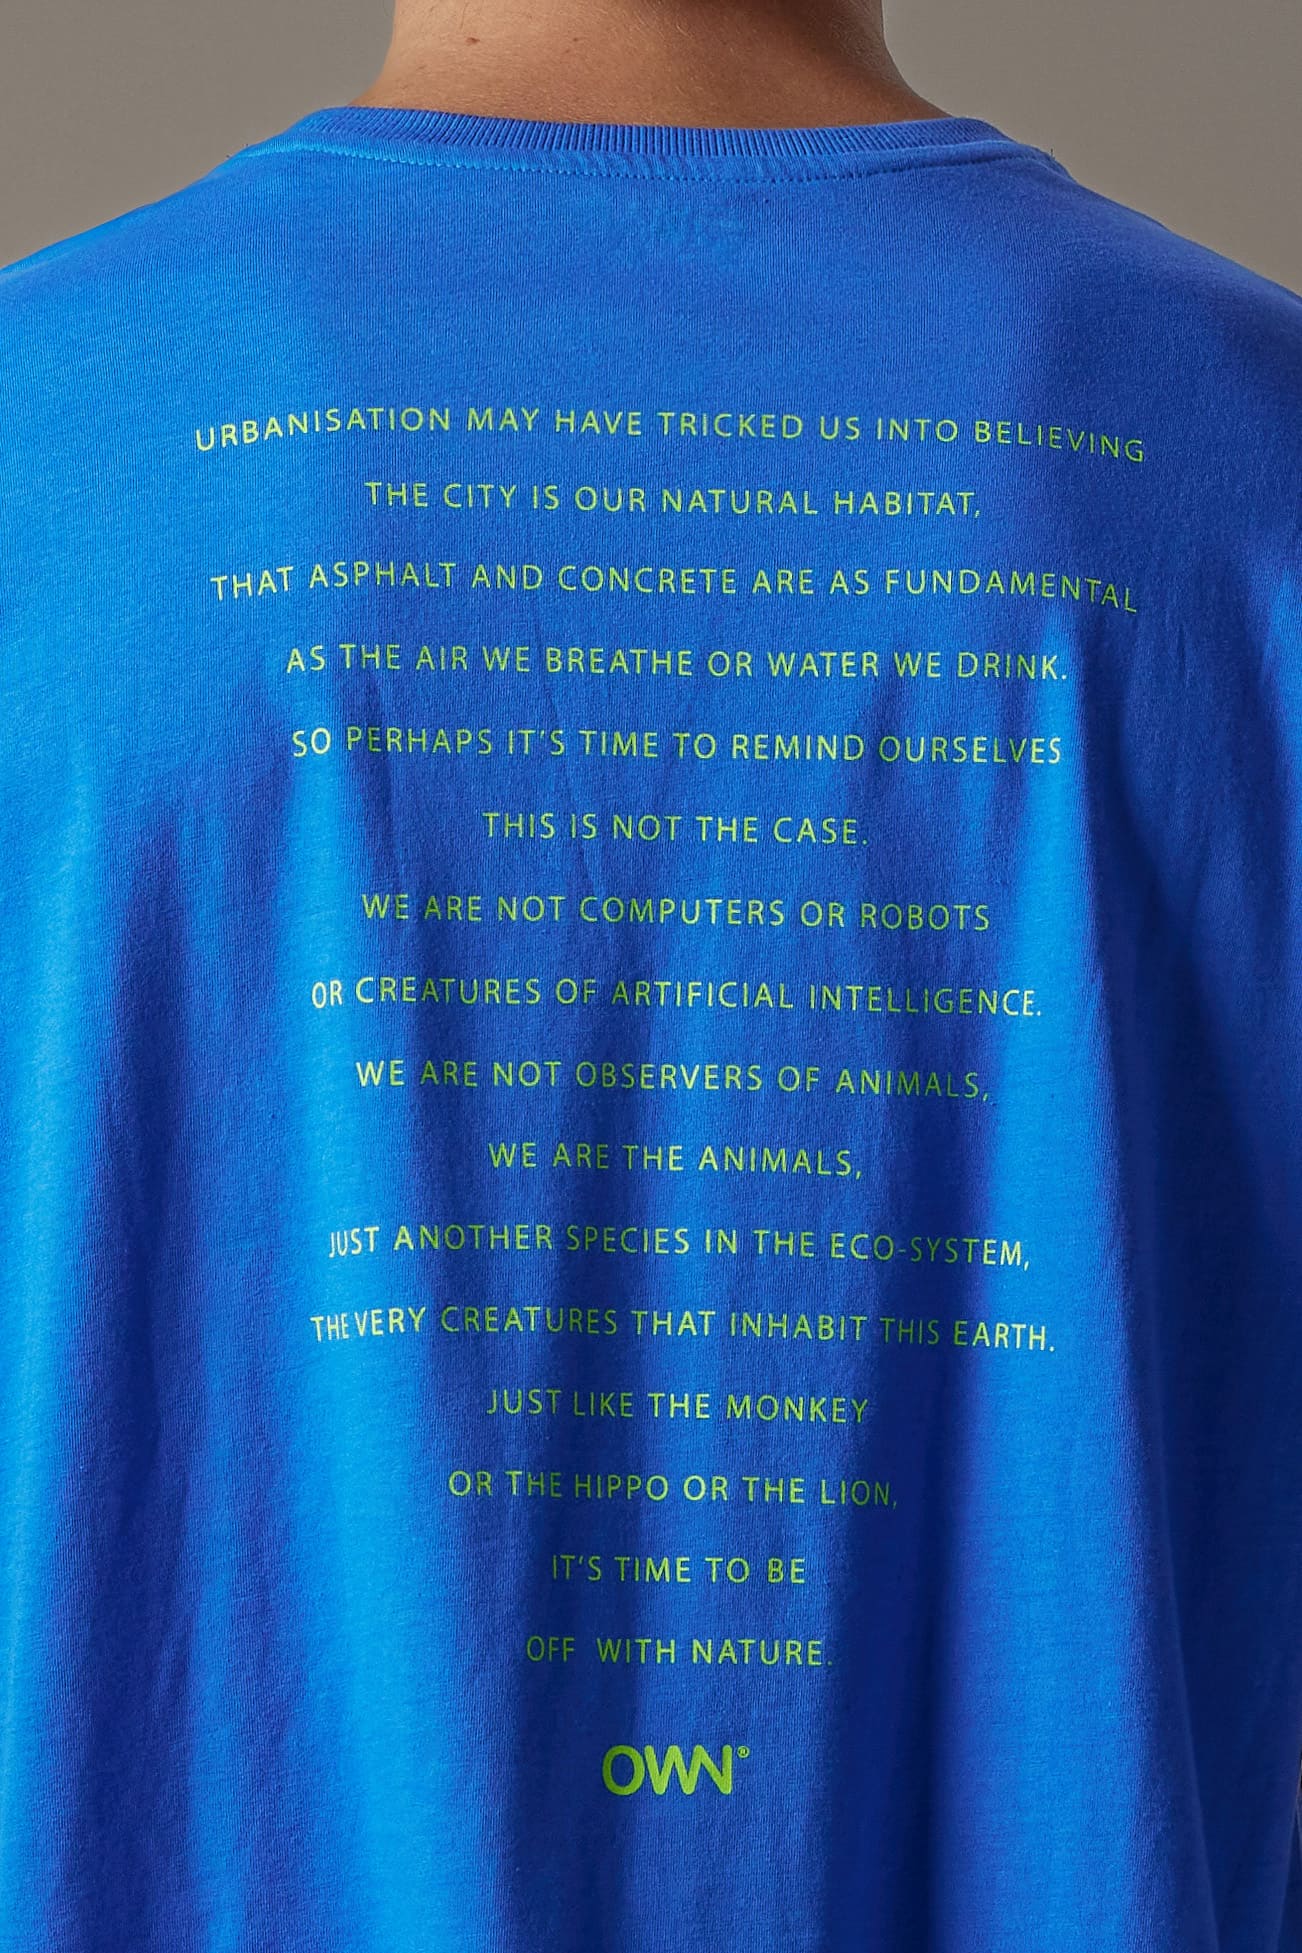 URBANISATION MAY HAVE TRICKED US INTO BELIEVING
THE CITY IS OUR NATURAL HABITAT,
THAT ASPHALT AND CONCRETE ARE AS FUNDAMENTAL
AS THE AIR WE BREATHE OR WATER WE DRINK.
SO PERHAPS IT'S TIME TO REMIND OURSELVES
THIS IS NOT THE CASE.
WE ARE NOT COMPUTERS OR ROBOTS
OR CREATURES OF ARTIFICIAL INTELLIGENCE.
WE ARE NOT OBSERVERS OF ANIMALS,
WE ARE THE ANIMALS,
JUST ANOTHER SPECIES IN THE ECO-SYSTEM,
THE VERY CREATURES THAT INHABIT THIS EARTH.
JUST LIKE THE MONKEY
OR THE HIPPO OR THE LION,
IT'S TIME TO BE
OFF WITH NATURE.
OWN®